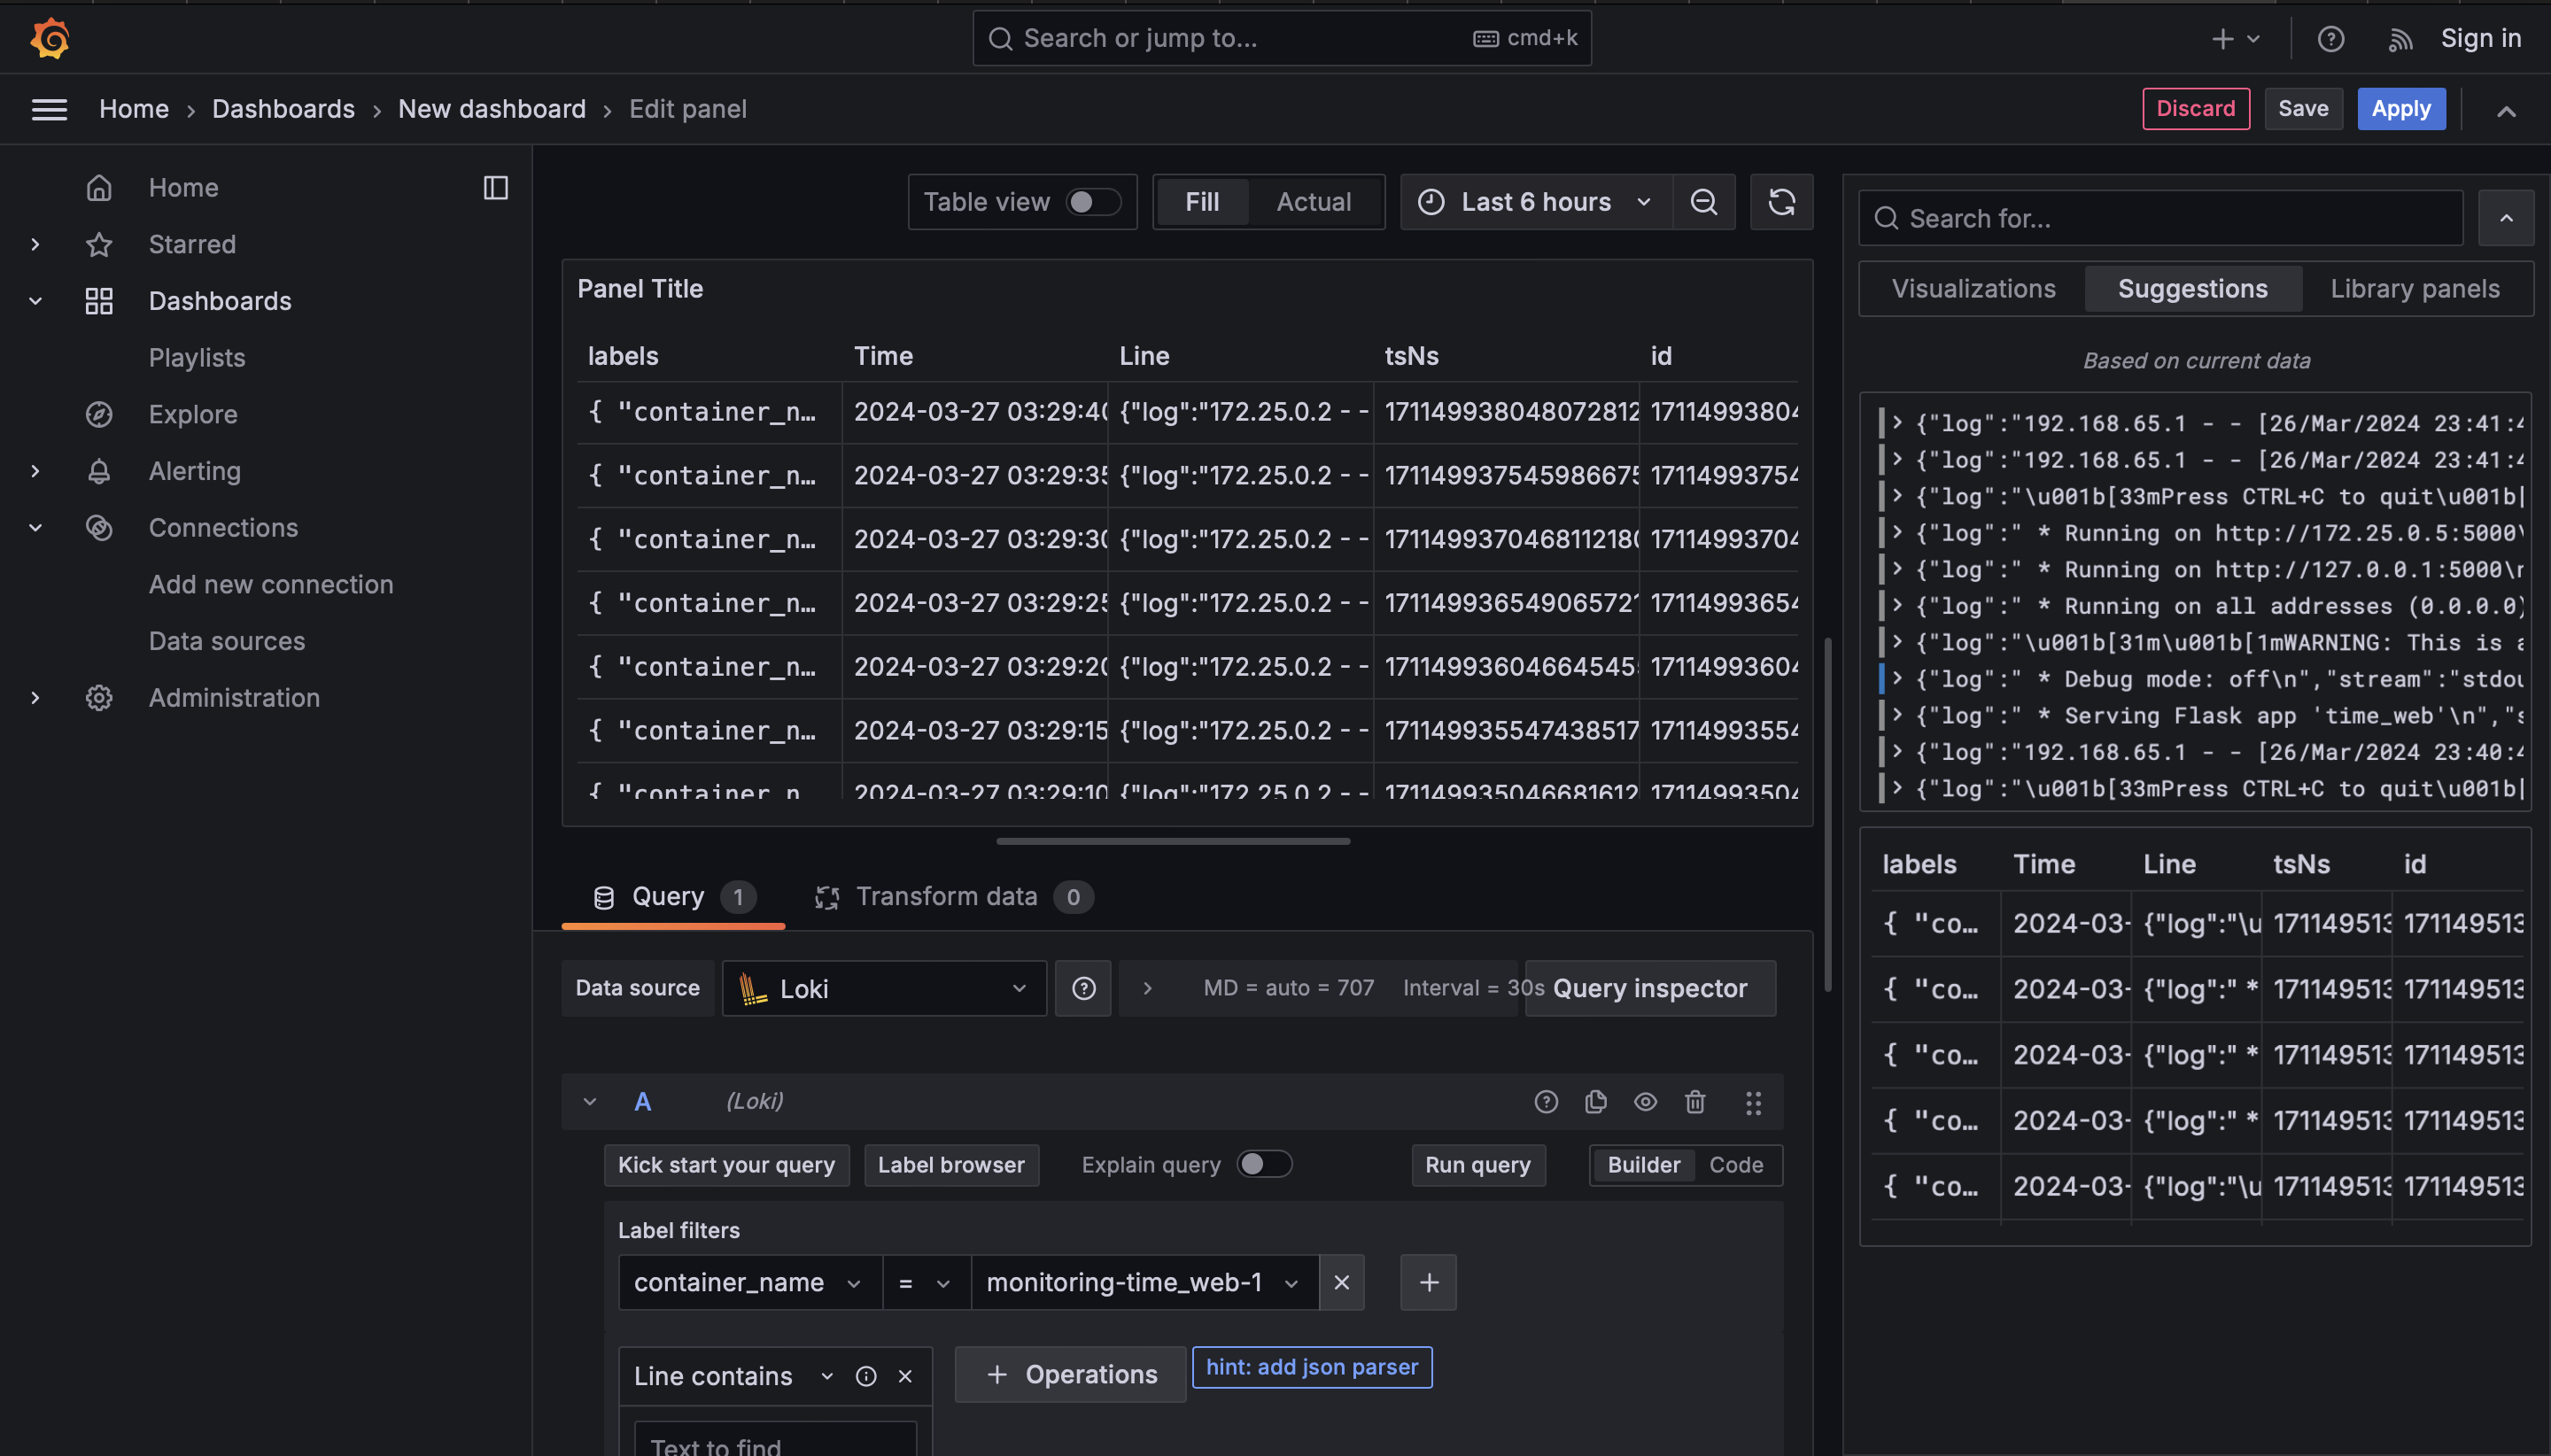 Search or jump to...
cmd+k
Sign in
Home › Dashboards › New dashboard › Edit panel
Discard
Save
Apply
Home
Starred
Dashboards
Playlists
Explore
Alerting
Connections
Add new connection
Data sources
Administration
Table view
Fill
Actual
Last 6 hours
Panel Title
labels Time Line tsNs id
{ "container_n... 2024-03-27 03:29:40 {"log":"172.25.0.2 - - 171149938048072812 17114993804
{ "container_n... 2024-03-27 03:29:35 {"log":"172.25.0.2 - - 171149937545986675 17114993754
{ "container_n... 2024-03-27 03:29:30 {"log":"172.25.0.2 - - 1711499370468112180 17114993704
{ "container_n... 2024-03-27 03:29:25 {"log":"172.25.0.2 - - 171149936549065721 17114993654
{ "container_n... 2024-03-27 03:29:20 {"log":"172.25.0.2 - - 17114993604664545 17114993604
{ "container_n... 2024-03-27 03:29:15 {"log":"172.25.0.2 - - 171149935547438517 17114993554
{ "container_n 2024-03-27 03:29:10 {"log":"172.25.0.2 - - 171149935046681612 17114993504
Query 1
Transform data 0
Data source
Loki
MD = auto = 707 Interval = 30s
Query inspector
A (Loki)
Kick start your query
Label browser
Explain query
Run query
Builder
Code
Label filters
container_name = monitoring-time_web-1
Line contains
Operations
hint: add json parser
Text to find
Search for...
Visualizations
Suggestions
Library panels
Based on current data
{"log":"192.168.65.1 - - [26/Mar/2024 23:41:4
{"log":"192.168.65.1 - - [26/Mar/2024 23:41:4
{"log":"\u001b[33mPress CTRL+C to quit\u001b[
{"log":" * Running on http://172.25.0.5:5000\
{"log":" * Running on http://127.0.0.1:5000\n
{"log":" * Running on all addresses (0.0.0.0)
{"log":"\u001b[31m\u001b[1mWARNING: This is a
{"log":" * Debug mode: off\n","stream":"stdou
{"log":" * Serving Flask app 'time_web'\n","s
{"log":"192.168.65.1 - - [26/Mar/2024 23:40:4
{"log":"\u001b[33mPress CTRL+C to quit\u001b[
labels Time Line tsNs id
{ "co... 2024-03- {"log":"\u 171149513 171149513
{ "co... 2024-03- {"log":" * 171149513 171149513
{ "co... 2024-03- {"log":" * 171149513 171149513
{ "co... 2024-03- {"log":" * 171149513 171149513
{ "co... 2024-03- {"log":"\u 171149513 171149513